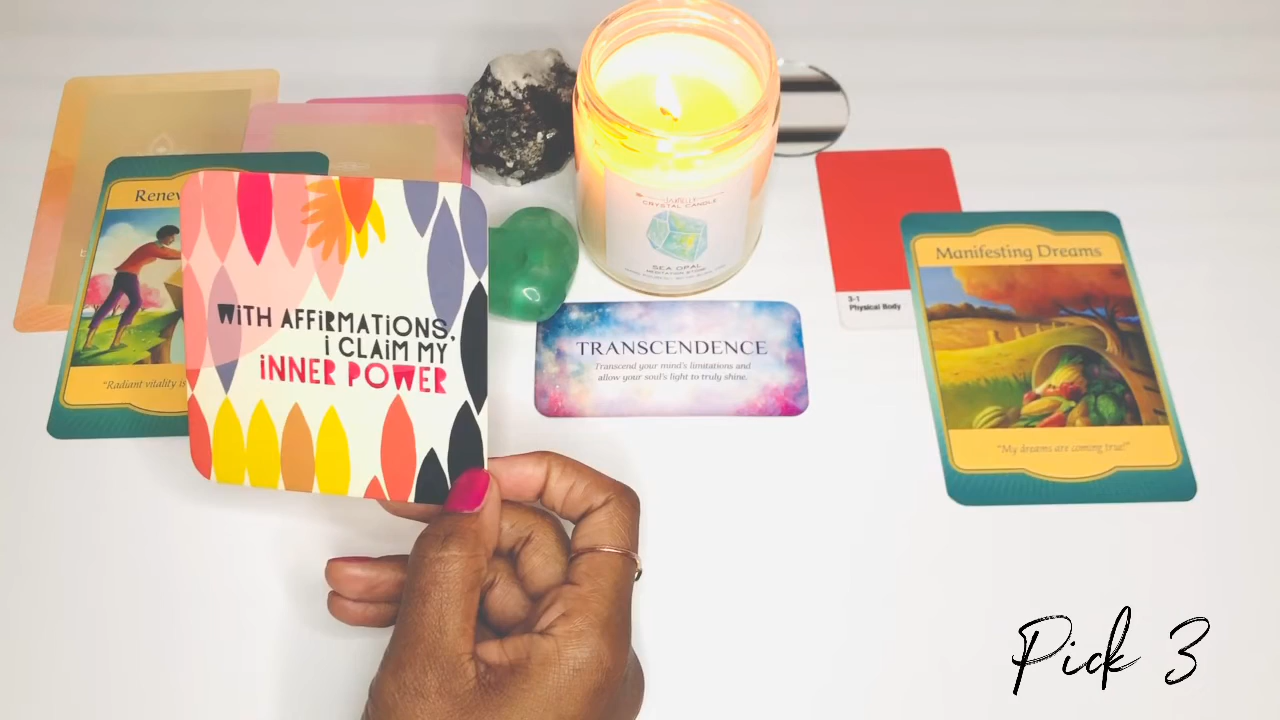 Renew
"Radiant vitality is
WITH AFFIRMATIONS,
I CLAIM MY
INNER POWER
CRYSTAL CANDLE
SEA OPAL
TRANSCENDENCE
Transcend your mind's limitations and
allow your soul's light to truly shine.
3-1
Physical Body
Manifesting Dreams
"My dreams are coming true!"
Pick 3